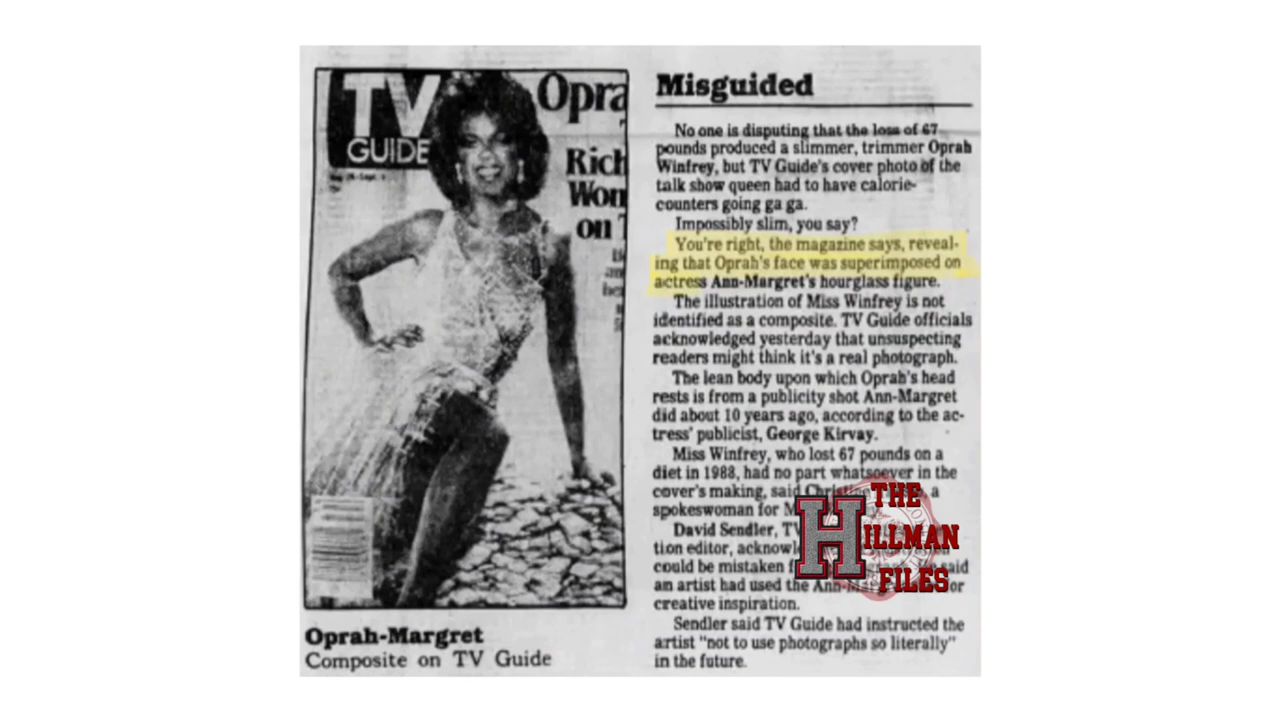 TV
GUIDE
Opra
Rich
Won
on
Misguided
No one is disputing that the loss of 67
pounds produced a slimmer, trimmer Oprah
Winfrey, but TV Guide's cover photo of the
talk show queen had to have calorie-
counters going ga ga.
Impossibly slim, you say?
You're right, the magazine says, reveal-
ing that Oprah's face was superimposed on
actress Ann-Margret's hourglass figure.
The illustration of Miss Winfrey is not
identified as a composite. TV Guide officials
acknowledged yesterday that unsuspecting
readers might think it's a real photograph.
The lean body upon which Oprah's head
rests is from a publicity shot Ann-Margret
did about 10 years ago, according to the ac-
tress' publicist, George Kirvay.
Miss Winfrey, who lost 67 pounds on a
diet in 1988, had no part whatsoever in the
cover's making, said a
spokeswoman for
David Sendler, TV
tion editor,
could be mistaken said
an artist had used the or
creative inspiration.
Sendler said TV Guide had instructed the
artist "not to use photographs so literally"
in the future.
Oprah-Margret
Composite on TV Guide
THE
HILLMAN
FILES